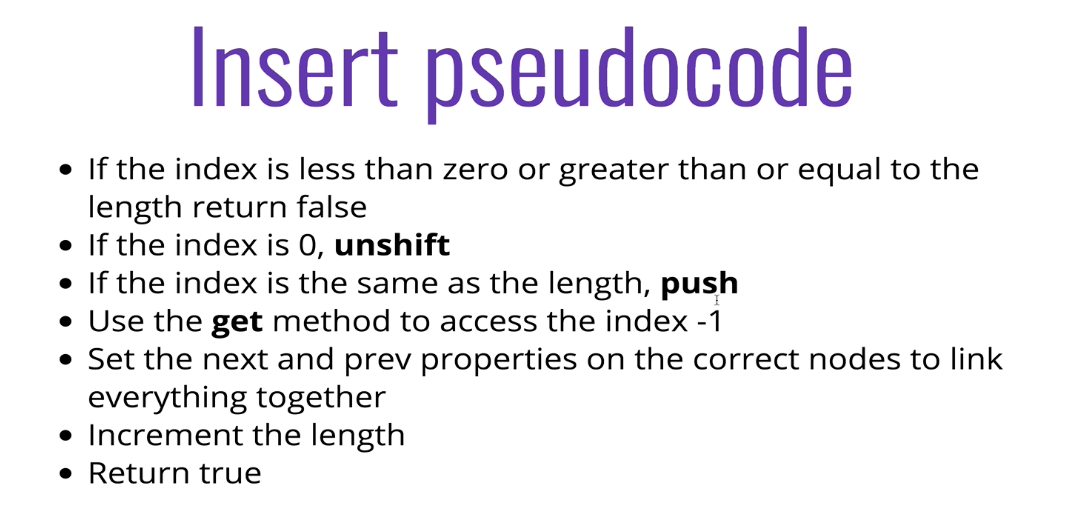 Insert pseudocode
• If the index is less than zero or greater than or equal to the
length return false
• If the index is 0, unshift
• If the index is the same as the length, push
• Use the get method to access the index -1
• Set the next and prev properties on the correct nodes to link
everything together
• Increment the length
• Return true